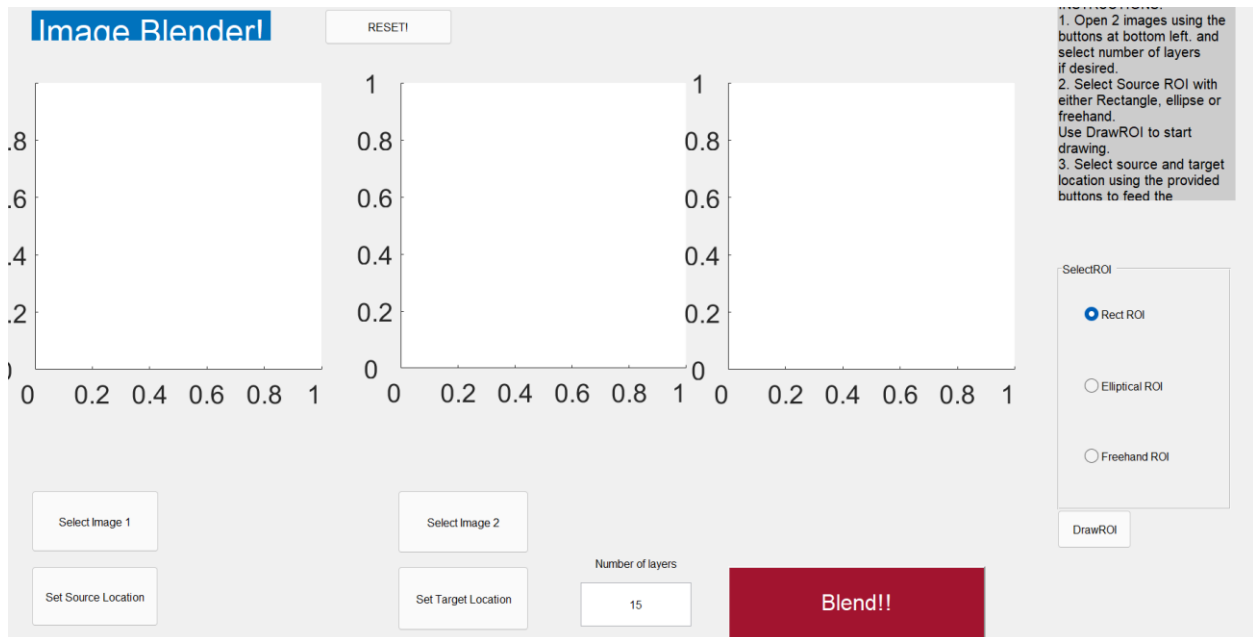 Image Blender!
RESET!
INSTRUCTIONS:
1. Open 2 images using the
buttons at bottom left. and
select number of layers
if desired.
2. Select Source ROI with
either Rectangle, ellipse or
freehand.
Use DrawROI to start
drawing.
3. Select source and target
location using the provided
buttons to feed the
.8
.6
.4
.2
0
0 0.2 0.4 0.6 0.8 1
1
0.8
0.6
0.4
0.2
0
0 0.2 0.4 0.6 0.8 1
1
0.8
0.6
0.4
0.2
0
0 0.2 0.4 0.6 0.8 1
SelectROI
Rect ROI
Elliptical ROI
Freehand ROI
DrawROI
Select Image 1
Select Image 2
Set Source Location
Set Target Location
Number of layers
15
Blend!!